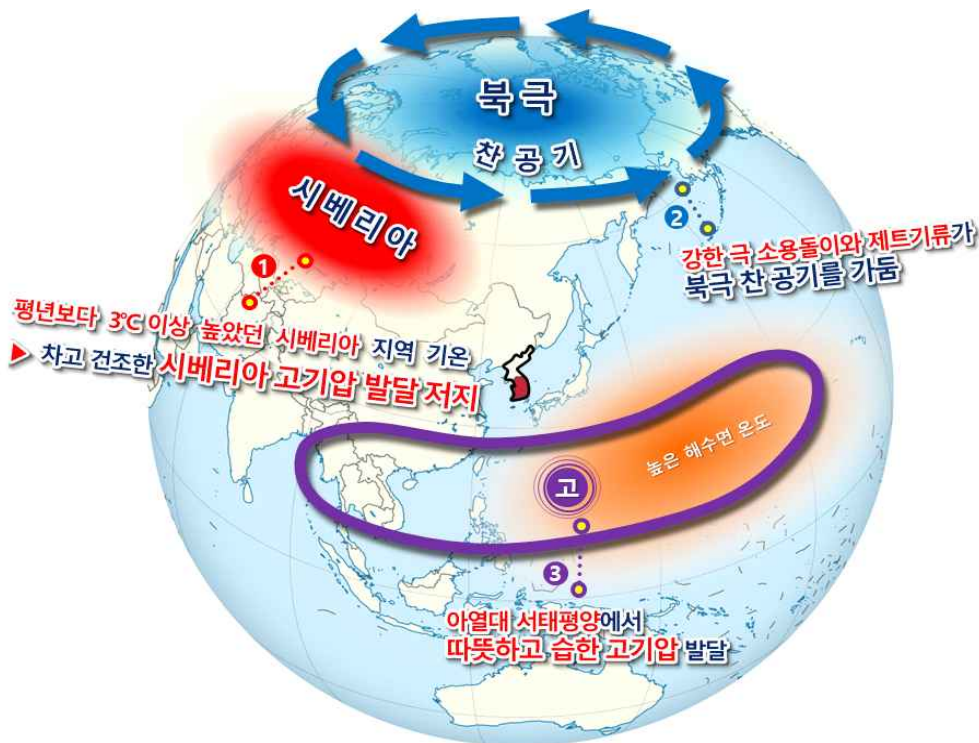 북극
찬 공기
시베리아
1
평년보다 3℃ 이상 높았던 시베리아 지역 기온
▶ 차고 건조한 시베리아 고기압 발달 저지
2
강한 극 소용돌이와 제트기류가
북극 찬 공기를 가둠
높은 해수면 온도
고
3
아열대 서태평양에서
따뜻하고 습한 고기압 발달